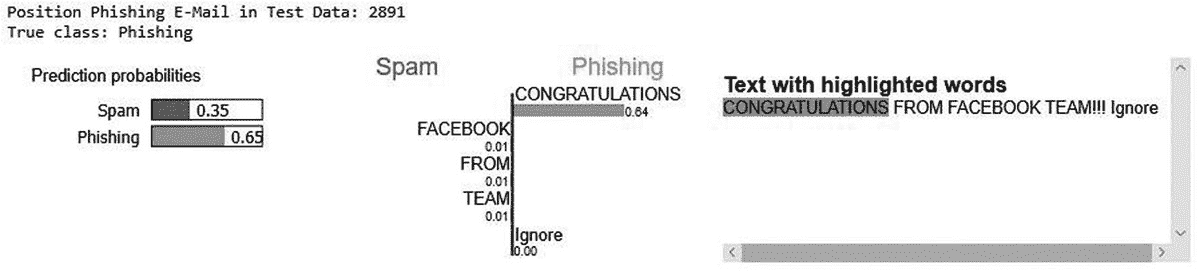 Position Phishing E-Mail in Test Data: 2891
True class: Phishing
Prediction probabilities
Spam 0.35
Phishing 0.65
Spam Phishing
CONGRATULATIONS
0.64
FACEBOOK
0.01
FROM
0.01
TEAM
0.01
Ignore
0.00
Text with highlighted words
CONGRATULATIONS FROM FACEBOOK TEAM!!! Ignore